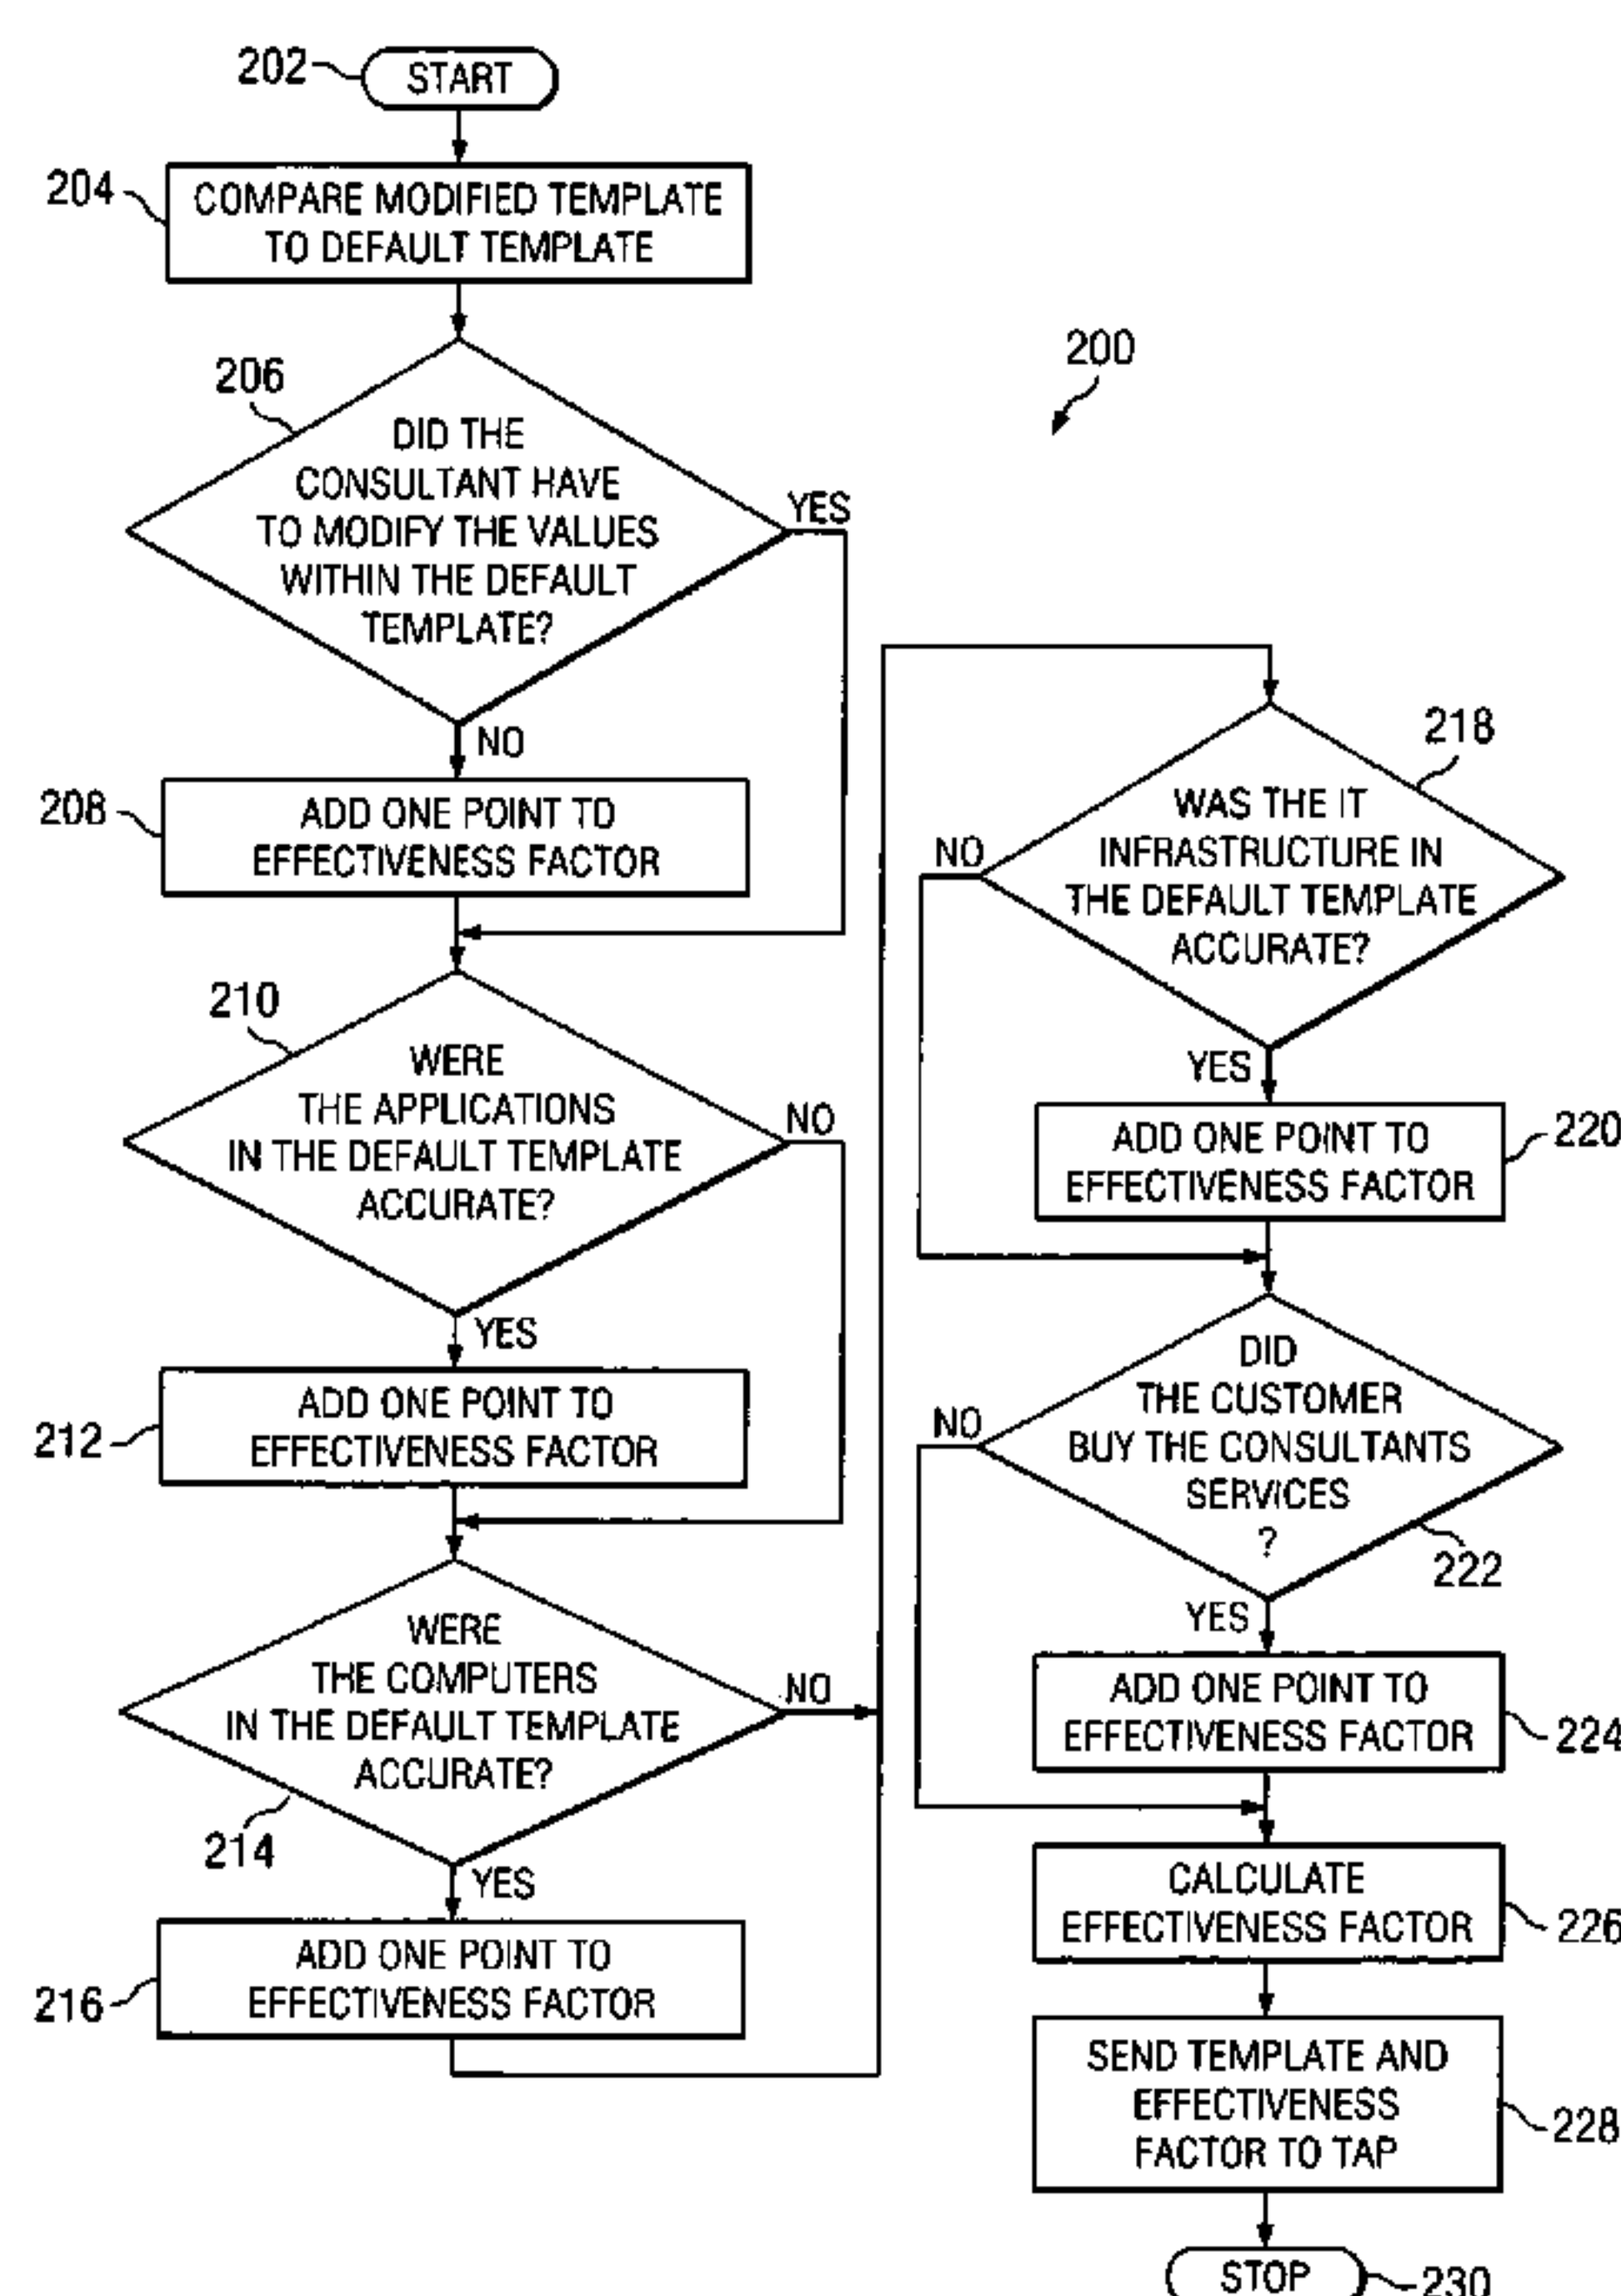 202
START
204
COMPARE MODIFIED TEMPLATE
TO DEFAULT TEMPLATE
206
DID THE
CONSULTANT HAVE
TO MODIFY THE VALUES
WITHIN THE DEFAULT
TEMPLATE?
YES
NO
208
ADD ONE POINT TO
EFFECTIVENESS FACTOR
210
WERE
THE APPLICATIONS
IN THE DEFAULT TEMPLATE
ACCURATE?
NO
YES
212
ADD ONE POINT TO
EFFECTIVENESS FACTOR
WERE
THE COMPUTERS
IN THE DEFAULT TEMPLATE
ACCURATE?
NO
214
YES
216
ADD ONE POINT TO
EFFECTIVENESS FACTOR
200
218
WAS THE IT
INFRASTRUCTURE IN
THE DEFAULT TEMPLATE
ACCURATE?
NO
YES
ADD ONE POINT TO
EFFECTIVENESS FACTOR
220
DID
THE CUSTOMER
BUY THE CONSULTANTS
SERVICES
?
NO
222
YES
ADD ONE POINT TO
EFFECTIVENESS FACTOR
224
CALCULATE
EFFECTIVENESS FACTOR
226
SEND TEMPLATE AND
EFFECTIVENESS
FACTOR TO TAP
228
STOP
230